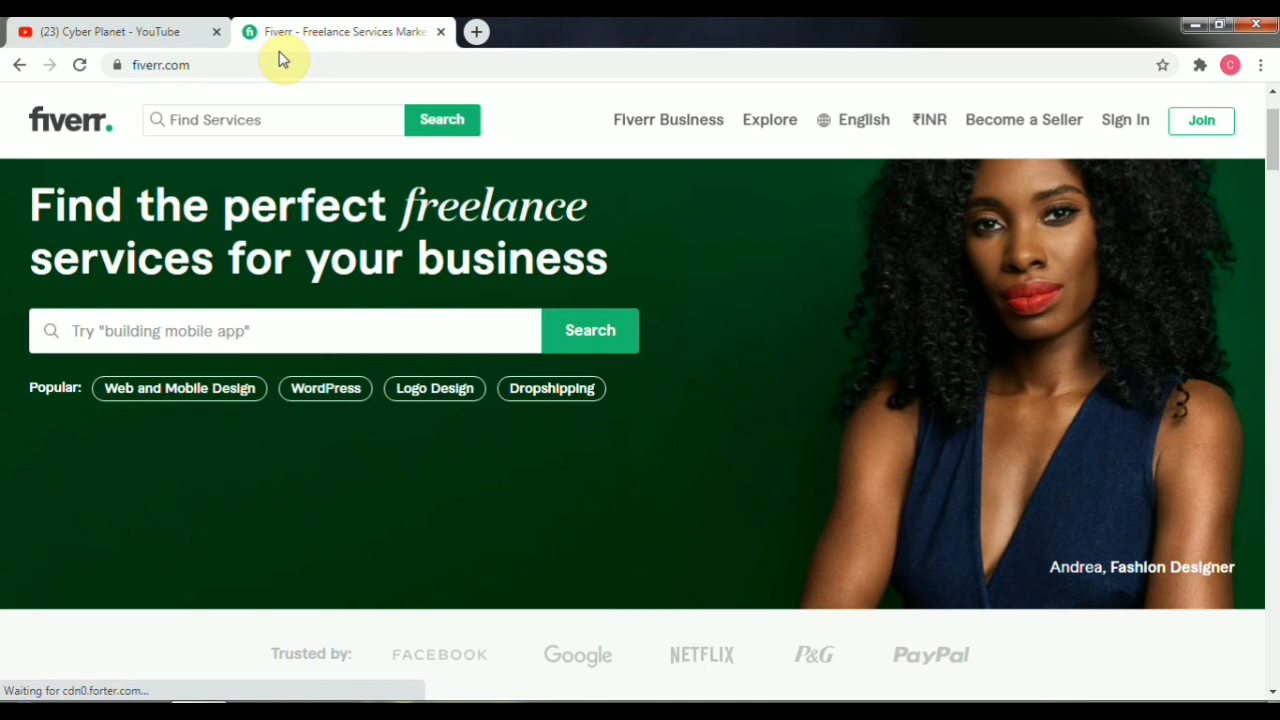 (23) Cyber Planet - YouTube
Fiverr - Freelance Services Marke
fiverr.com
C
fiverr.
Find Services
Search
Fiverr Business
Explore
English
₹INR
Become a Seller
Sign In
Join
Find the perfect freelance
services for your business
Try "building mobile app"
Search
Popular:
Web and Mobile Design
WordPress
Logo Design
Dropshipping
Andrea, Fashion Designer
Trusted by:
FACEBOOK
Google
NETFLIX
P&G
PayPal
Waiting for cdn0.forter.com...